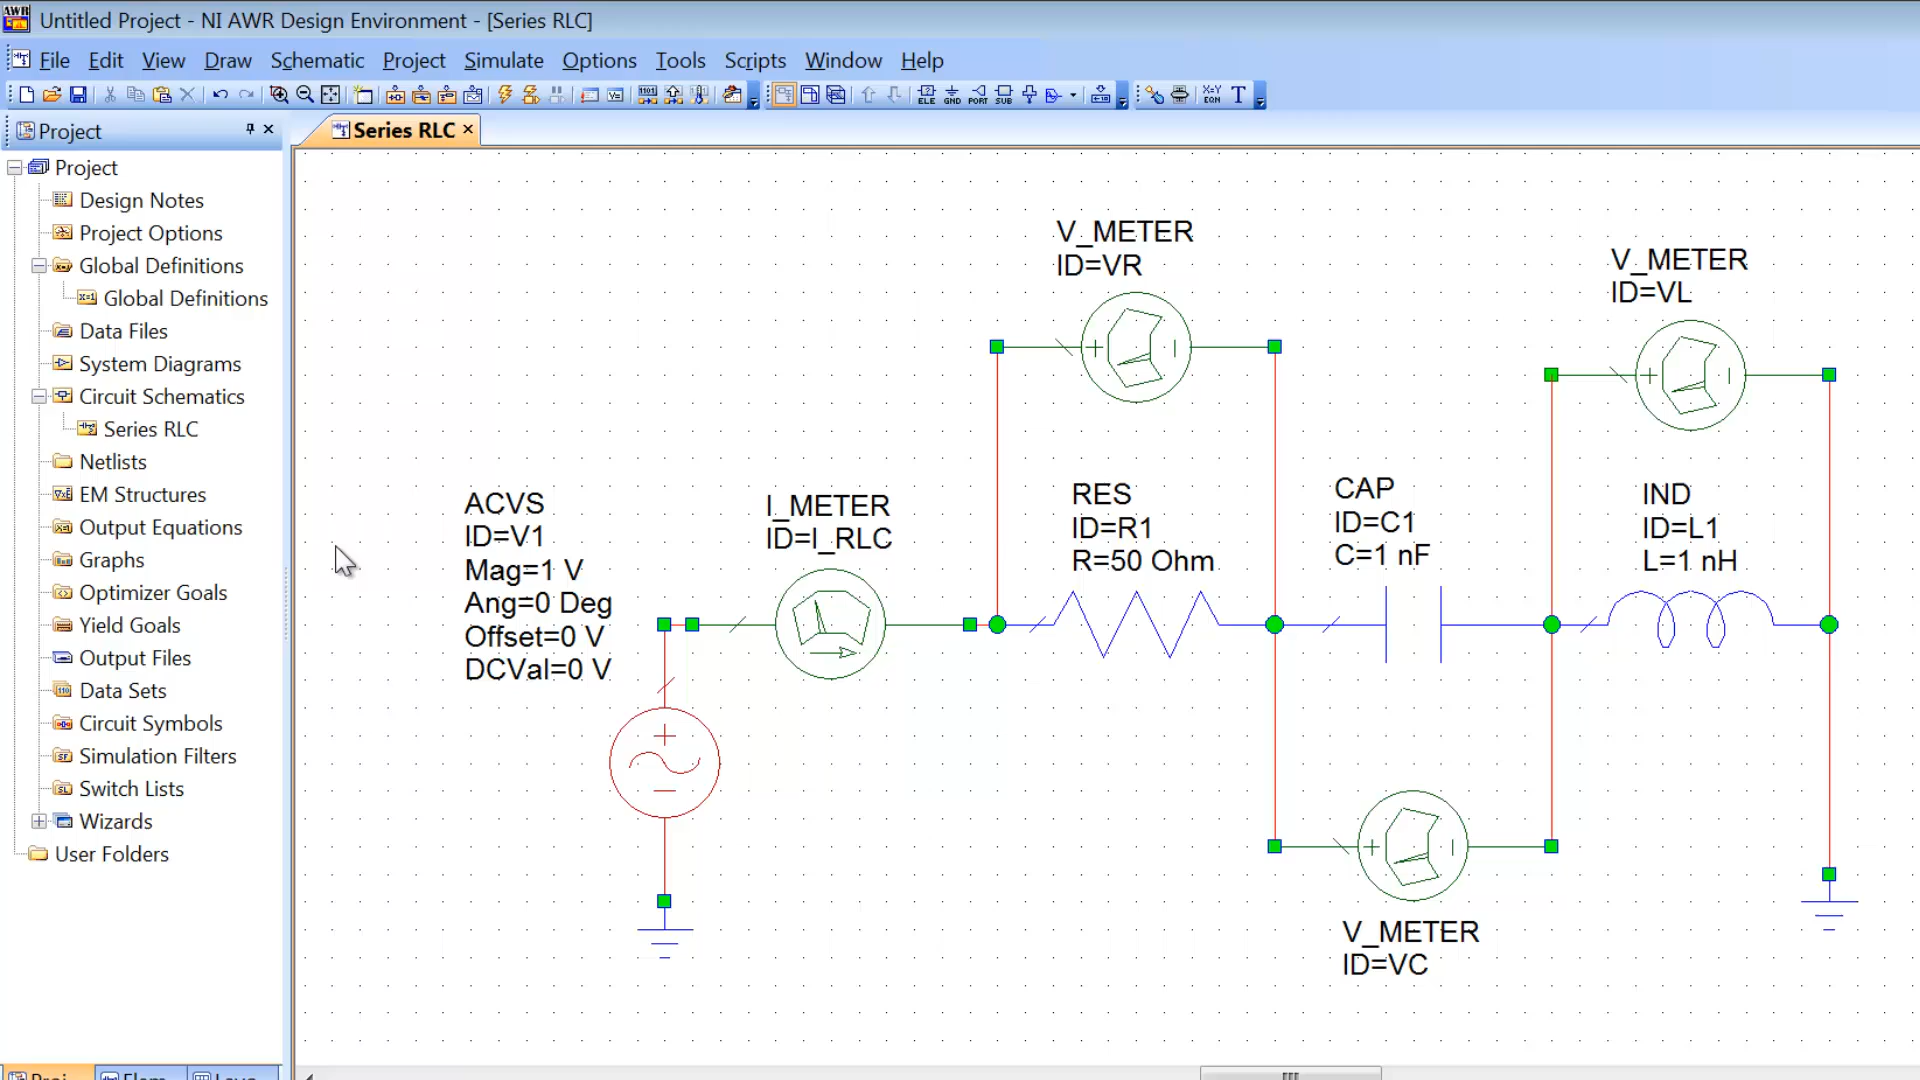 Untitled Project - NI AWR Design Environment - [Series RLC]
File Edit View Draw Schematic Project Simulate Options Tools Scripts Window Help
Project
Series RLC
Project
Design Notes
Project Options
Global Definitions
Global Definitions
Data Files
System Diagrams
Circuit Schematics
Series RLC
Netlists
EM Structures
Output Equations
Graphs
Optimizer Goals
Yield Goals
Output Files
Data Sets
Circuit Symbols
Simulation Filters
Switch Lists
Wizards
User Folders
V_METER
ID=VR
V_METER
ID=VL
ACVS
ID=V1
Mag=1 V
Ang=0 Deg
Offset=0 V
DCVal=0 V
I_METER
ID=I_RLC
RES
ID=R1
R=50 Ohm
CAP
ID=C1
C=1 nF
IND
ID=L1
L=1 nH
V_METER
ID=VC